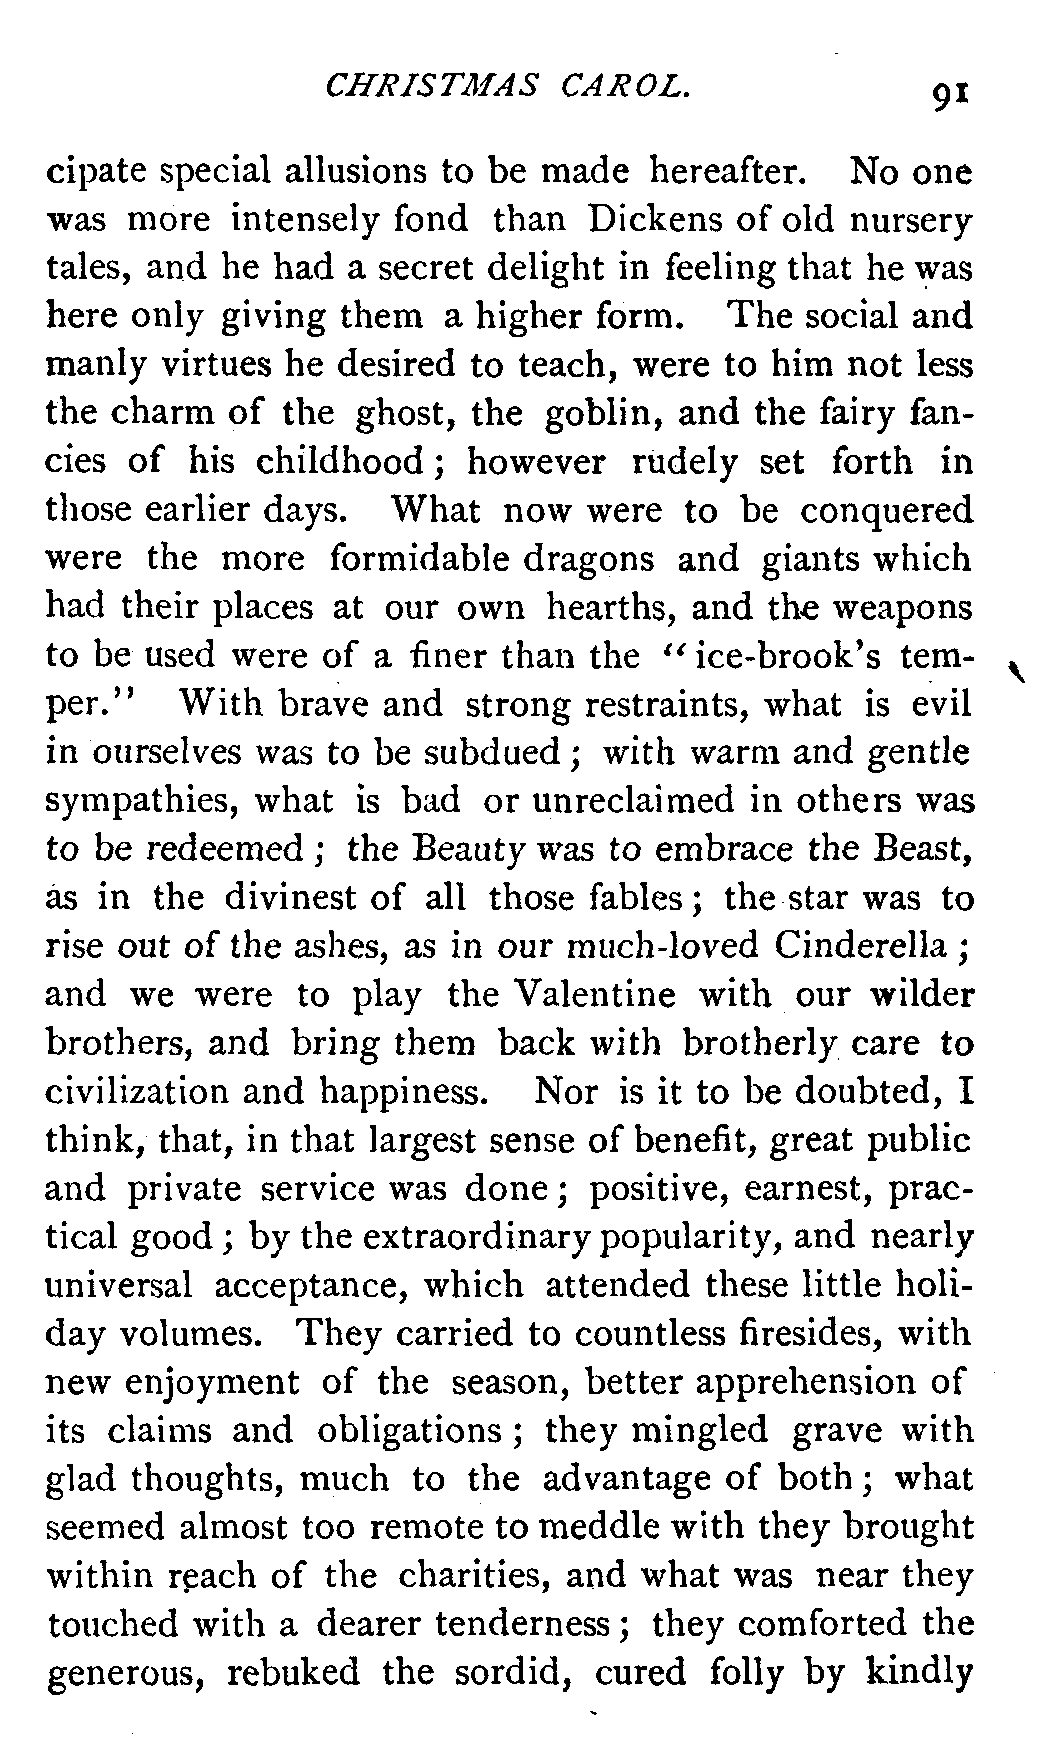 CHRISTMAS CAROL. 91
cipate special allusions to be made hereafter. No one
was more intensely fond than Dickens of old nursery
tales, and he had a secret delight in feeling that he was
here only giving them a higher form. The social and
manly virtues he desired to teach, were to him not less
the charm of the ghost, the goblin, and the fairy fan-
cies of his childhood ; however rudely set forth in
those earlier days. What now were to be conquered
were the more formidable dragons and giants which
had their places at our own hearths, and the weapons
to be used were of a finer than the “ ice-brook’s tem-
per.” With brave and strong restraints, what is evil
in ourselves was to be subdued ; with warm and gentle
sympathies, what is bad or unreclaimed in others was
to be redeemed ; the Beauty was to embrace the Beast,
as in the divinest of all those fables ; the star was to
rise out of the ashes, as in our much-loved Cinderella ;
and we were to play the Valentine with our wilder
brothers, and bring them back with brotherly care to
civilization and happiness. Nor is it to be doubted, I
think, that, in that largest sense of benefit, great public
and private service was done ; positive, earnest, prac-
tical good ; by the extraordinary popularity, and nearly
universal acceptance, which attended these little holi-
day volumes. They carried to countless firesides, with
new enjoyment of the season, better apprehension of
its claims and obligations ; they mingled grave with
glad thoughts, much to the advantage of both ; what
seemed almost too remote to meddle with they brought
within reach of the charities, and what was near they
touched with a dearer tenderness ; they comforted the
generous, rebuked the sordid, cured folly by kindly